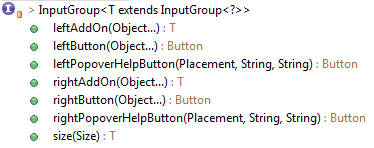 > InputGroup<T extends InputGroup<?>>
leftAddOn(Object...) : T
leftButton(Object...) : Button
leftPopoverHelpButton(Placement, String, String) : Button
rightAddOn(Object...) : T
rightButton(Object...) : Button
rightPopoverHelpButton(Placement, String, String) : Button
size(Size) : T